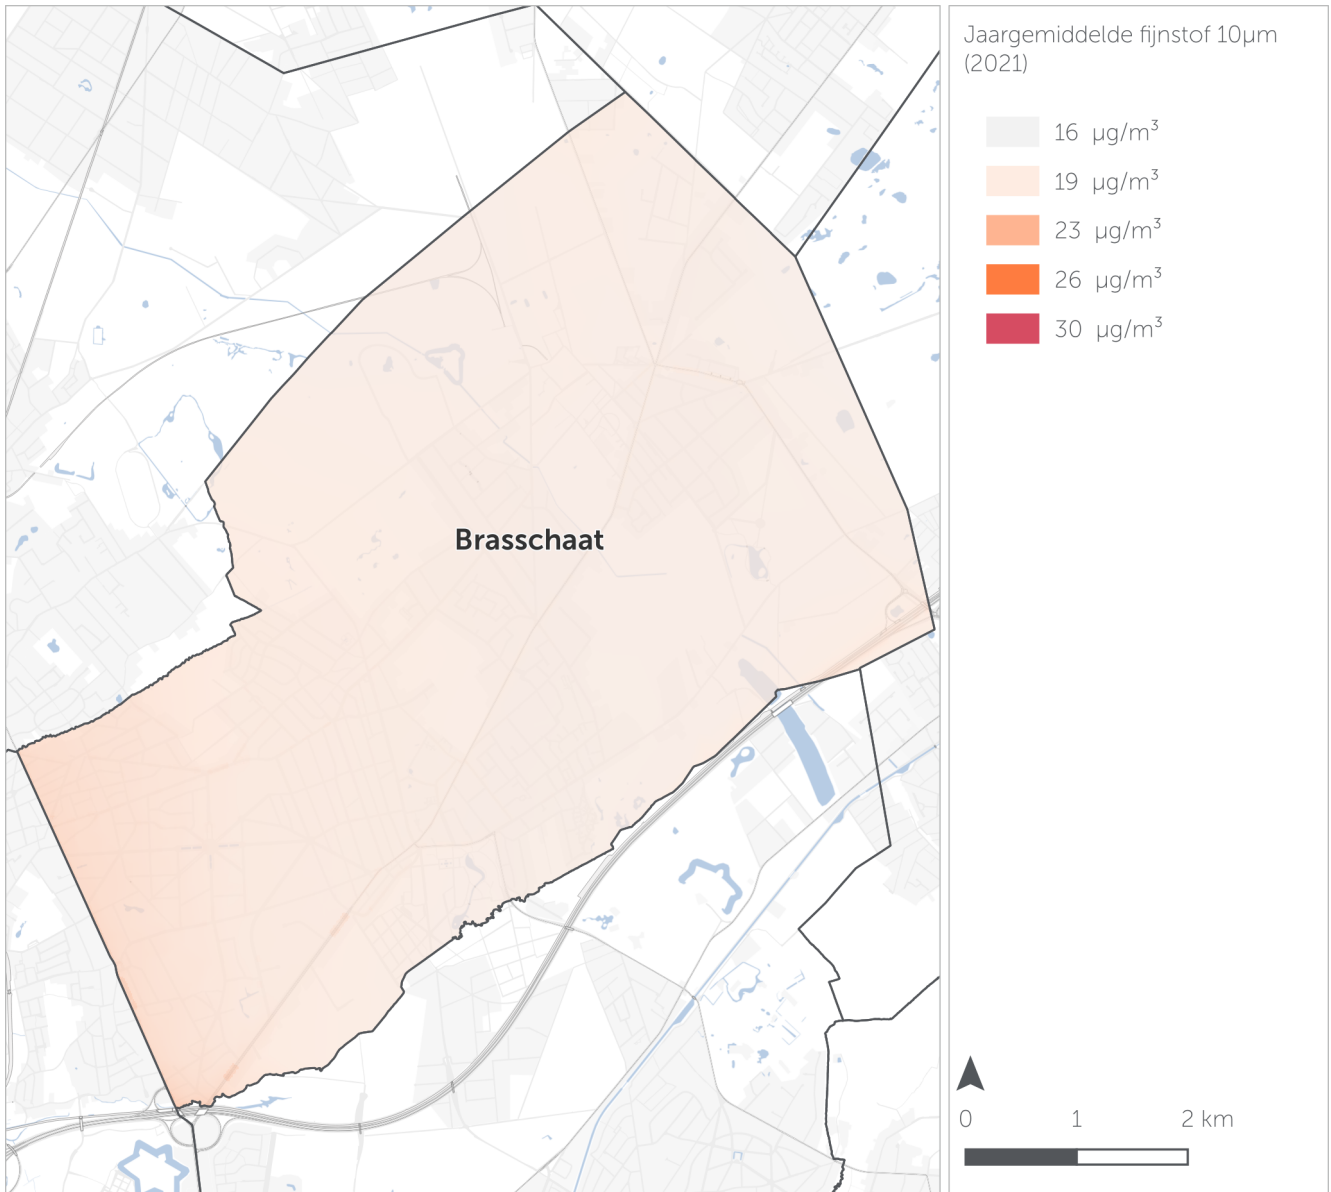 Jaargemiddelde fijnstof 10µm
(2021)
16 µg/m³
19 µg/m³
23 µg/m³
26 µg/m³
30 µg/m³
Brasschaat
0 1 2 km